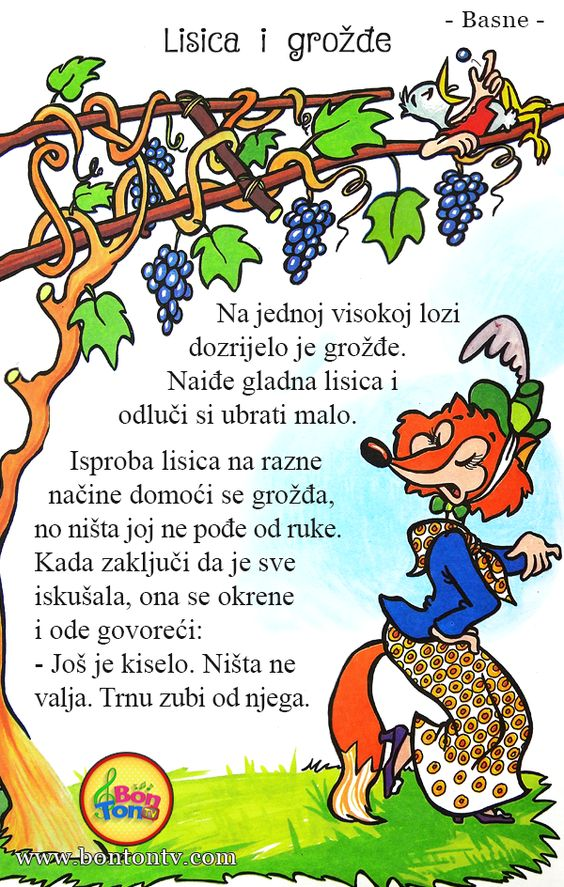 - Basne -
Lisica i grožđe
Na jednoj visokoj lozi
dozrijelo je grožđe.
Naiđe gladna lisica i
odluči si ubrati malo.
Isproba lisica na razne
načine domoći se grožđa,
no ništa joj ne pođe od ruke.
Kada zaključi da je sve
iskušala, ona se okrene
i ode govoreći:
- Još je kiselo. Ništa ne
valja. Trnu zubi od njega.
Bon
Ton
TV
www.bontontv.com